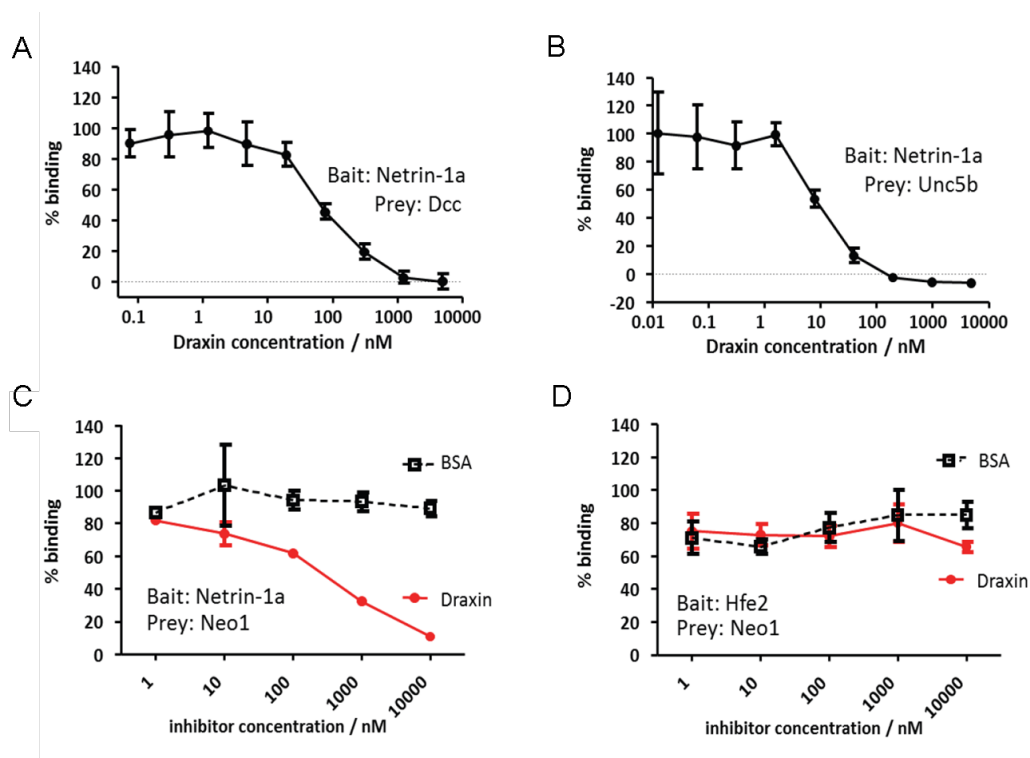 A
140
120
100
80
60
40
20
0
% binding
Bait: Netrin-1a
Prey: Dcc
0.1 1 10 100 1000 10000
Draxin concentration / nM
B
140
120
100
80
60
40
20
0
-20
% binding
Bait: Netrin-1a
Prey: Unc5b
0.01 0.1 1 10 100 1000 10000
Draxin concentration / nM
C
140
120
100
80
60
40
20
0
% binding
BSA
Draxin
Bait: Netrin-1a
Prey: Neo1
1 10 100 1000 10000
inhibitor concentration / nM
D
140
120
100
80
60
40
20
0
% binding
BSA
Draxin
Bait: Hfe2
Prey: Neo1
1 10 100 1000 10000
inhibitor concentration / nM